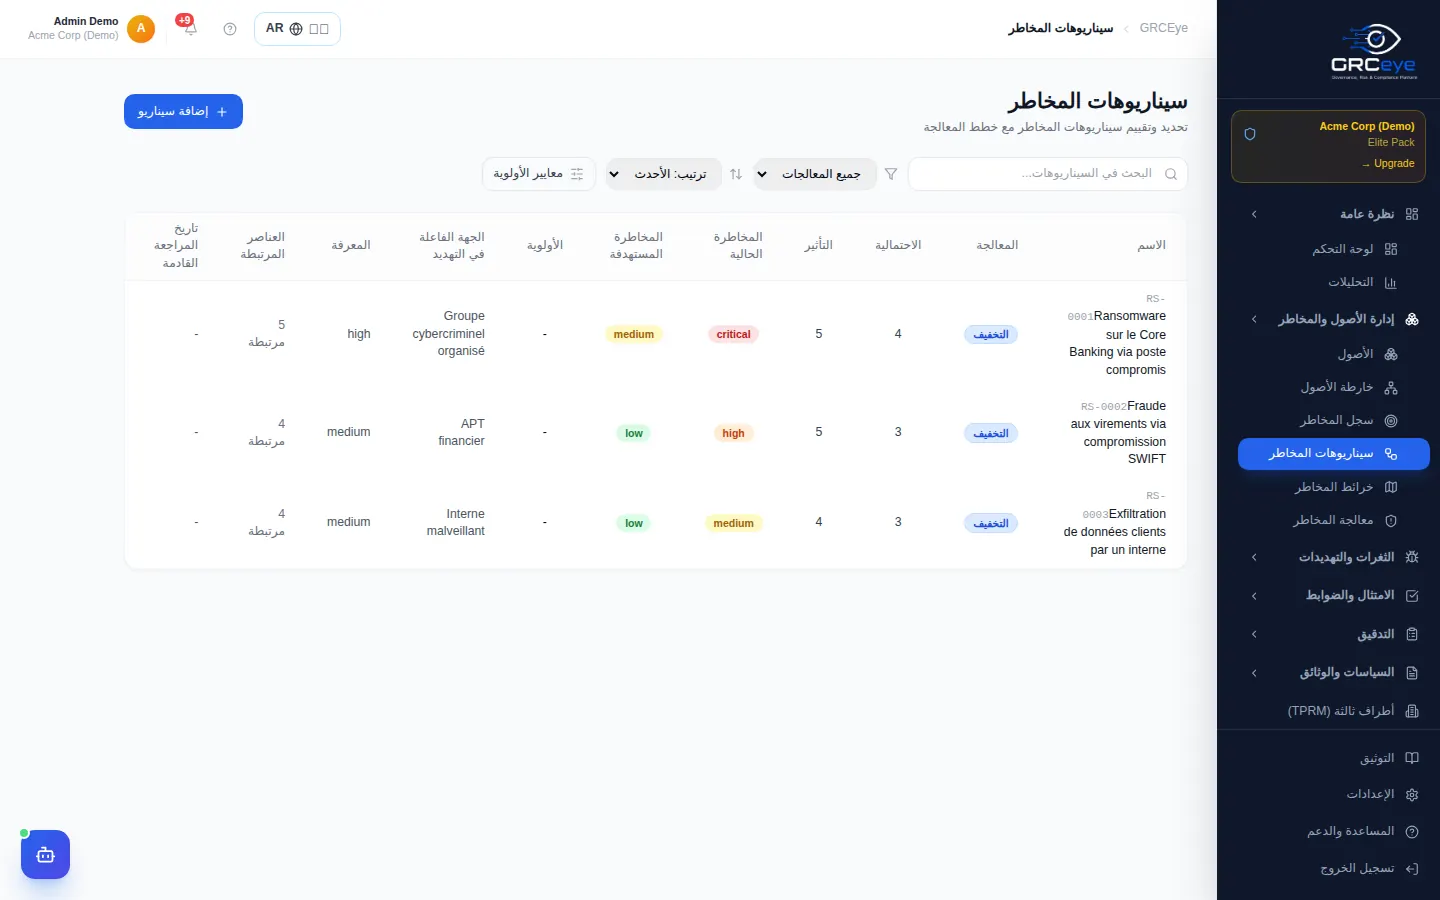 GRCeye
Governance, Risk & Compliance Platform
Acme Corp (Demo)
Elite Pack
Upgrade →
نظرة عامة
لوحة التحكم
التحليلات
إدارة الأصول والمخاطر
الأصول
خارطة الأصول
سجل المخاطر
سيناريوهات المخاطر
خرائط المخاطر
معالجة المخاطر
الثغرات والتهديدات
الامتثال والضوابط
التدقيق
السياسات والوثائق
أطراف ثالثة (TPRM)
التوثيق
الإعدادات
المساعدة والدعم
تسجيل الخروج
GRCEye
سيناريوهات المخاطر
AR
9+
A
Admin Demo
Acme Corp (Demo)
سيناريوهات المخاطر
تحديد وتقييم سيناريوهات المخاطر مع خطط المعالجة
إضافة سيناريو
البحث في السيناريوهات...
جميع المعالجات
ترتيب: الأحدث
معايير الأولوية
الاسم
المعالجة
الاحتمالية
التأثير
المخاطرة
الحالية
المخاطرة
المستهدفة
الأولوية
الجهة الفاعلة
في التهديد
المعرفة
العناصر
المرتبطة
تاريخ
المراجعة
القادمة
RS-
0001Ransomware
sur le Core
Banking via poste
compromis
التخفيف
4
5
critical
medium
-
Groupe
cybercriminel
organisé
high
5
مرتبطة
-
RS-0002Fraude
aux virements via
compromission
SWIFT
التخفيف
3
5
high
low
-
APT
financier
medium
4
مرتبطة
-
RS-
0003Exfiltration
de données clients
par un interne
التخفيف
3
4
medium
low
-
Interne
malveillant
medium
4
مرتبطة
-